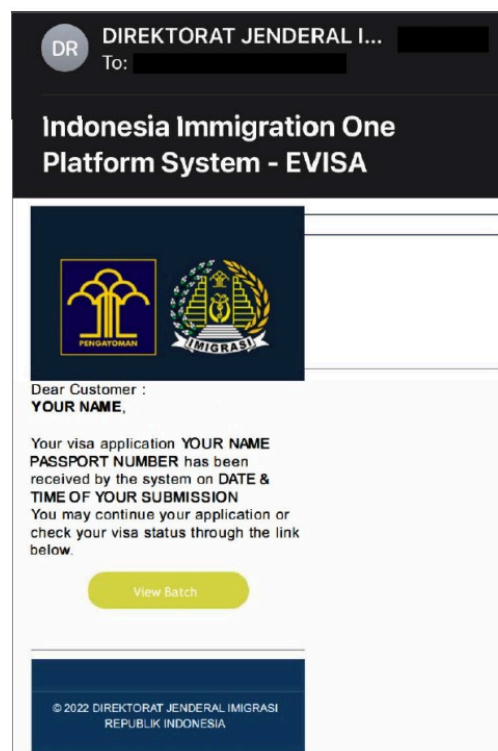 DR
DIREKTORAT JENDERAL I...
To:
Indonesia Immigration One
Platform System - EVISA
PENGAYOMAN
IMIGRASI
Dear Customer :
YOUR NAME,
Your visa application YOUR NAME
PASSPORT NUMBER has been
received by the system on DATE &
TIME OF YOUR SUBMISSION
You may continue your application or
check your visa status through the link
below.
View Batch
© 2022 DIREKTORAT JENDERAL IMIGRASI
REPUBLIK INDONESIA